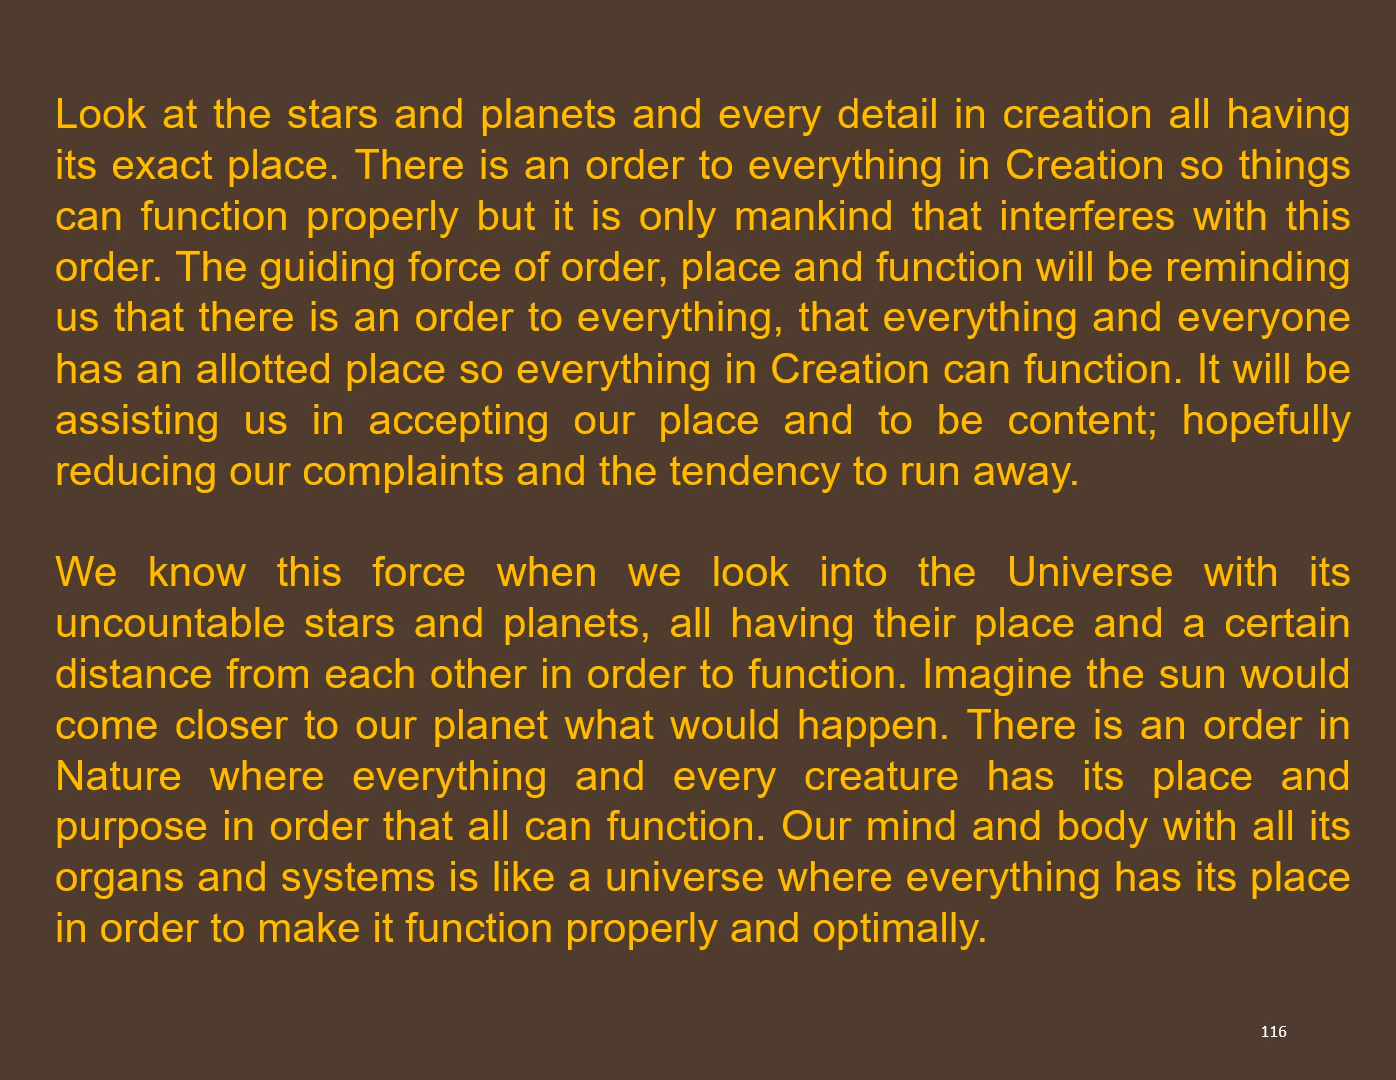 Look at the stars and planets and every detail in creation all having
its exact place. There is an order to everything in Creation so things
can function properly but it is only mankind that interferes with this
order. The guiding force of order, place and function will be reminding
us that there is an order to everything, that everything and everyone
has an allotted place so everything in Creation can function. It will be
assisting us in accepting our place and to be content; hopefully
reducing our complaints and the tendency to run away.
We know this force when we look into the Universe with its
uncountable stars and planets, all having their place and a certain
distance from each other in order to function. Imagine the sun would
come closer to our planet what would happen. There is an order in
Nature where everything and every creature has its place and
purpose in order that all can function. Our mind and body with all its
organs and systems is like a universe where everything has its place
in order to make it function properly and optimally.
116